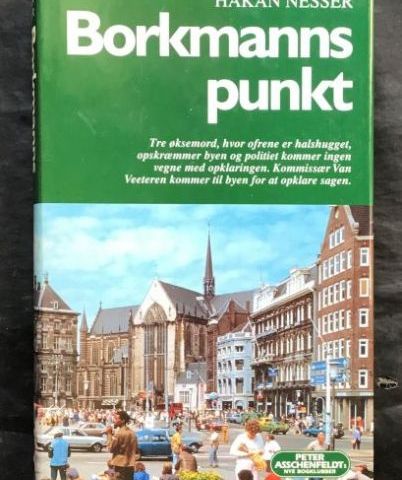 HÅKAN NESSER
Borkmanns
punkt
Tre øksemord, hvor ofrene er halshugget,
opskræmmer byen og politiet kommer ingen
vegne med opklaringen. Kommissær Van
Veeteren kommer til byen for at opklare sagen.
PETER
ASSCHENFELDT's
NYE BOGKLUBBER